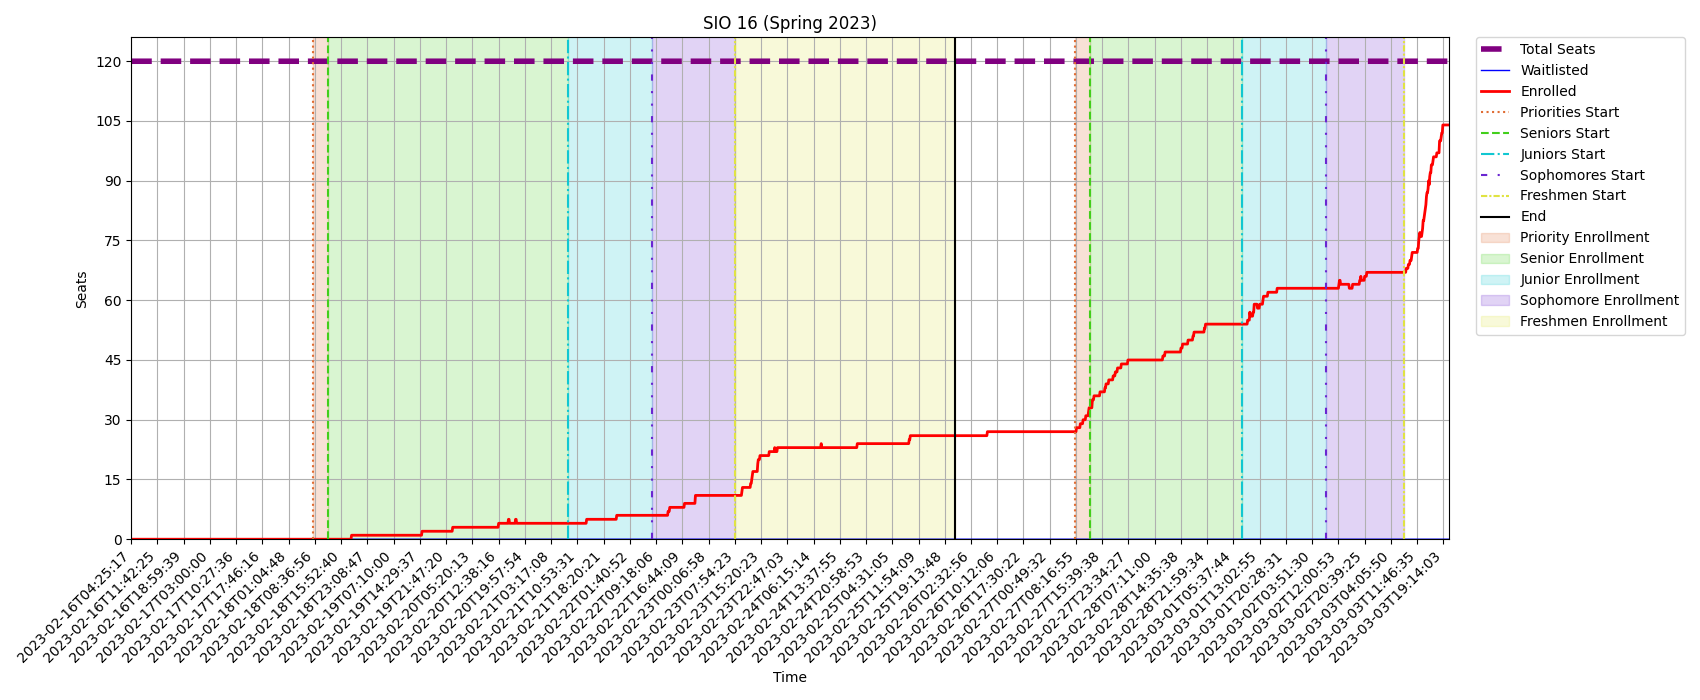 SIO 16 (Spring 2023)
Seats
120
105
90
75
60
45
30
15
0
2023-02-16T04:25:17
2023-02-16T11:42:25
2023-02-16T18:59:39
2023-02-17T03:00:00
2023-02-17T10:27:36
2023-02-17T17:46:16
2023-02-18T01:04:48
2023-02-18T08:36:56
2023-02-18T15:52:40
2023-02-18T23:08:47
2023-02-19T07:10:00
2023-02-19T14:29:37
2023-02-19T21:47:20
2023-02-20T05:20:13
2023-02-20T12:38:16
2023-02-20T19:57:54
2023-02-21T03:17:08
2023-02-21T10:53:31
2023-02-21T18:20:21
2023-02-22T01:40:52
2023-02-22T09:18:06
2023-02-22T16:44:09
2023-02-23T00:06:58
2023-02-23T07:54:23
2023-02-23T15:20:23
2023-02-23T22:47:03
2023-02-24T06:15:14
2023-02-24T13:37:55
2023-02-24T20:58:53
2023-02-25T04:31:05
2023-02-25T11:54:09
2023-02-25T19:13:48
2023-02-26T02:32:56
2023-02-26T10:12:06
2023-02-26T17:30:22
2023-02-27T00:49:32
2023-02-27T08:16:55
2023-02-27T15:39:38
2023-02-27T23:34:27
2023-02-28T07:11:00
2023-02-28T14:35:38
2023-02-28T21:59:34
2023-03-01T05:37:44
2023-03-01T13:02:55
2023-03-01T20:28:31
2023-03-02T03:51:30
2023-03-02T12:00:53
2023-03-02T20:39:25
2023-03-03T04:05:50
2023-03-03T11:46:35
2023-03-03T19:14:03
Time
Total Seats
Waitlisted
Enrolled
Priorities Start
Seniors Start
Juniors Start
Sophomores Start
Freshmen Start
End
Priority Enrollment
Senior Enrollment
Junior Enrollment
Sophomore Enrollment
Freshmen Enrollment